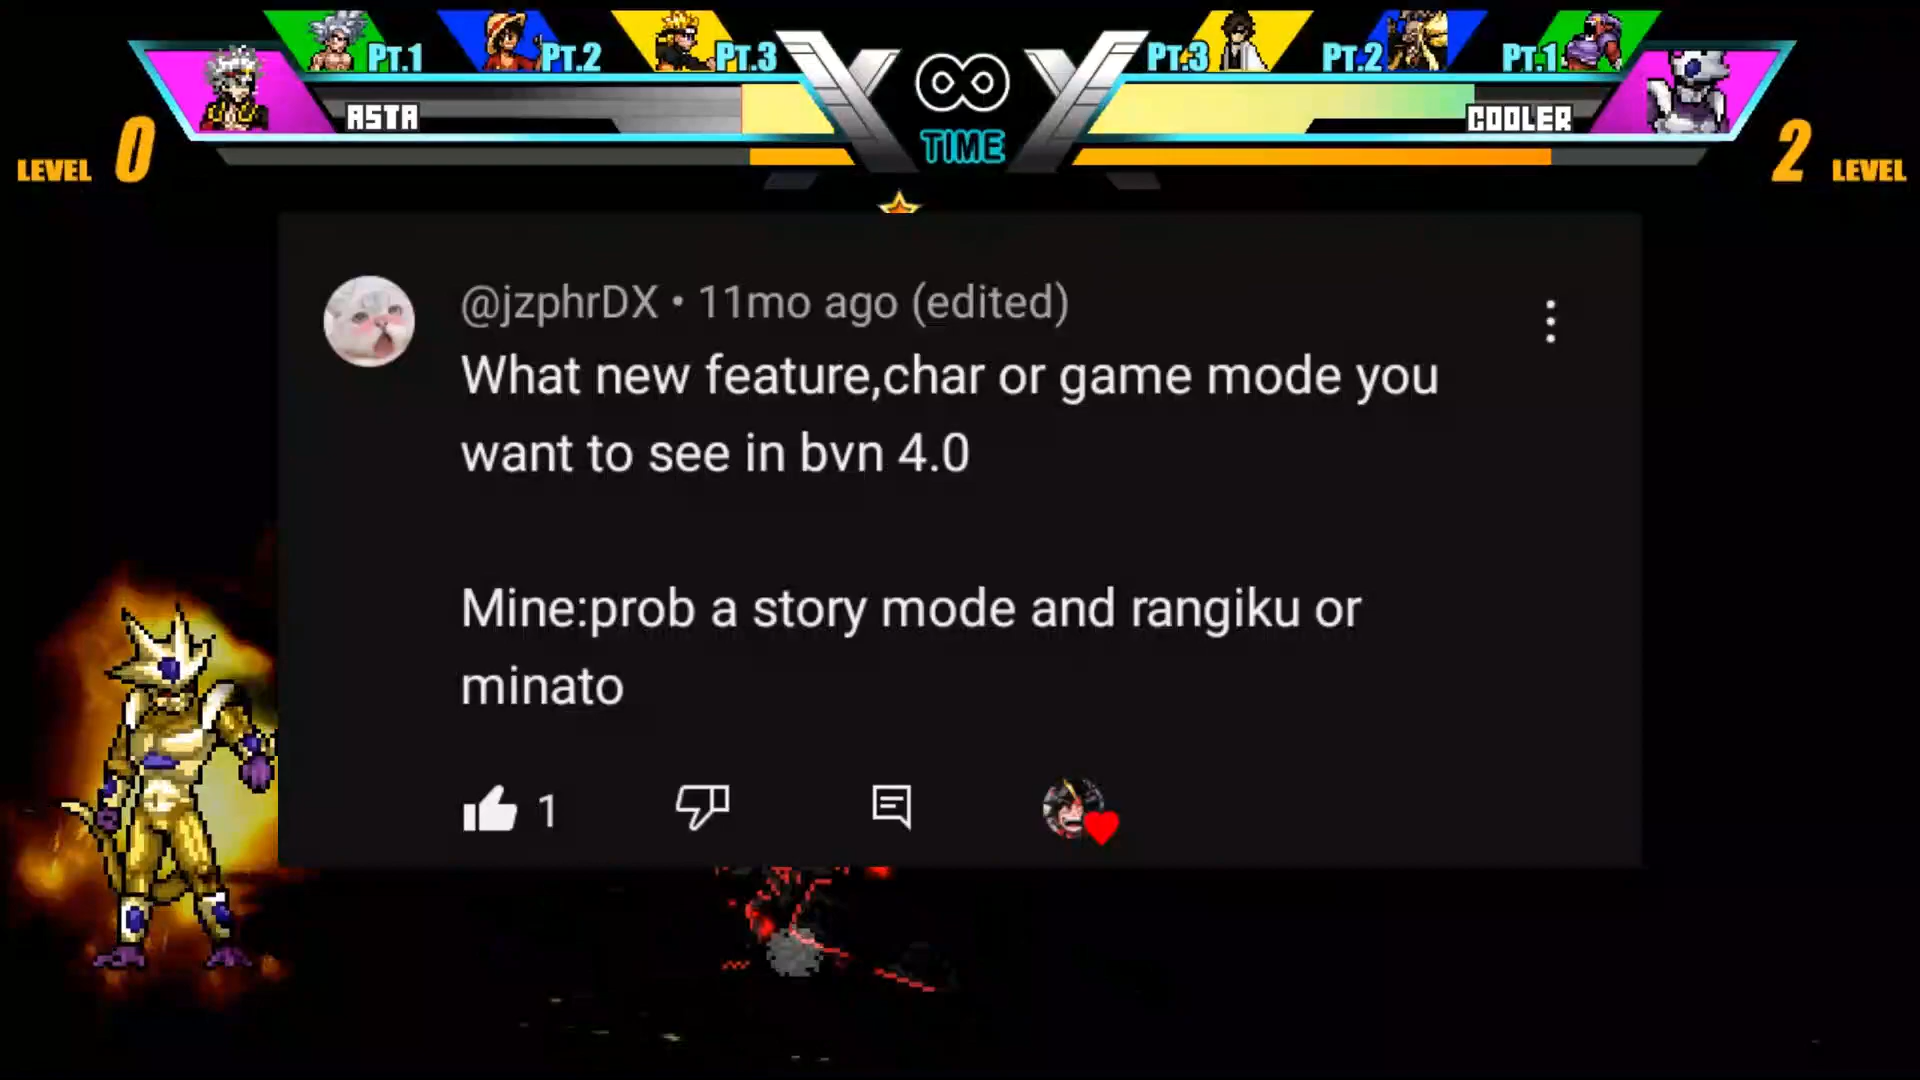 PT.1 PT.2 PT.3 PT.3 PT.2 PT.1
ASTA COOLER
TIME
LEVEL 0 2 LEVEL
@jzphrDX • 11mo ago (edited)
What new feature,char or game mode you
want to see in bvn 4.0
Mine:prob a story mode and rangiku or
minato
1